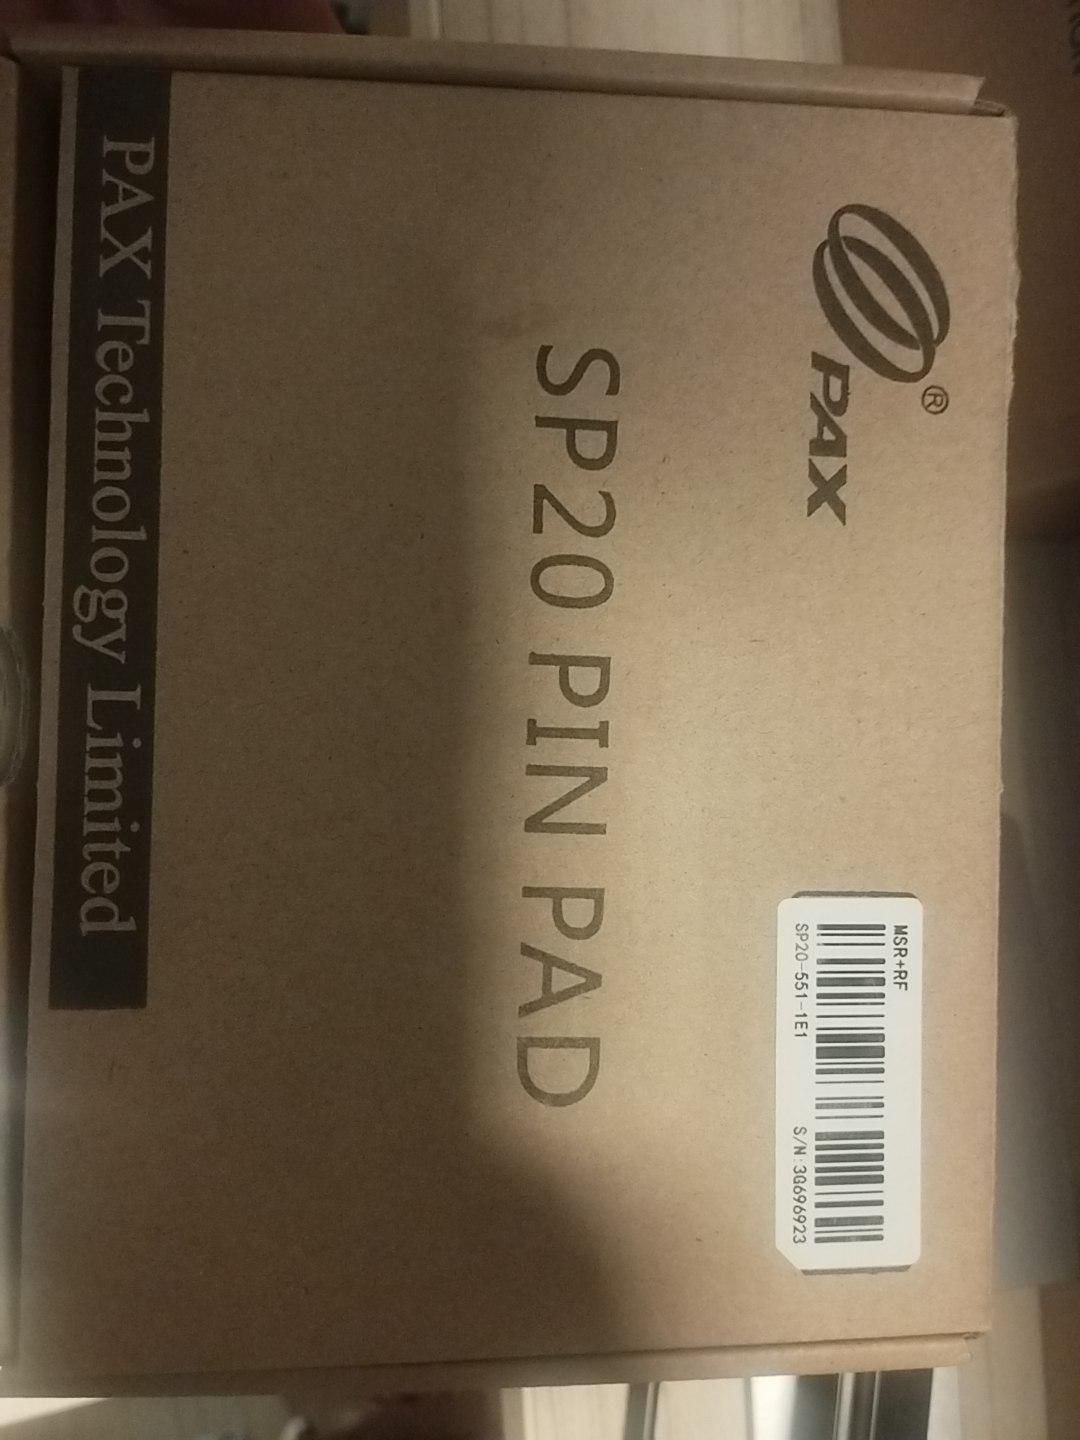 PAX®
MSR+RF
SP20-551-1E1 S/N:3G696923
SP20 PIN PAD
PAX Technology Limited